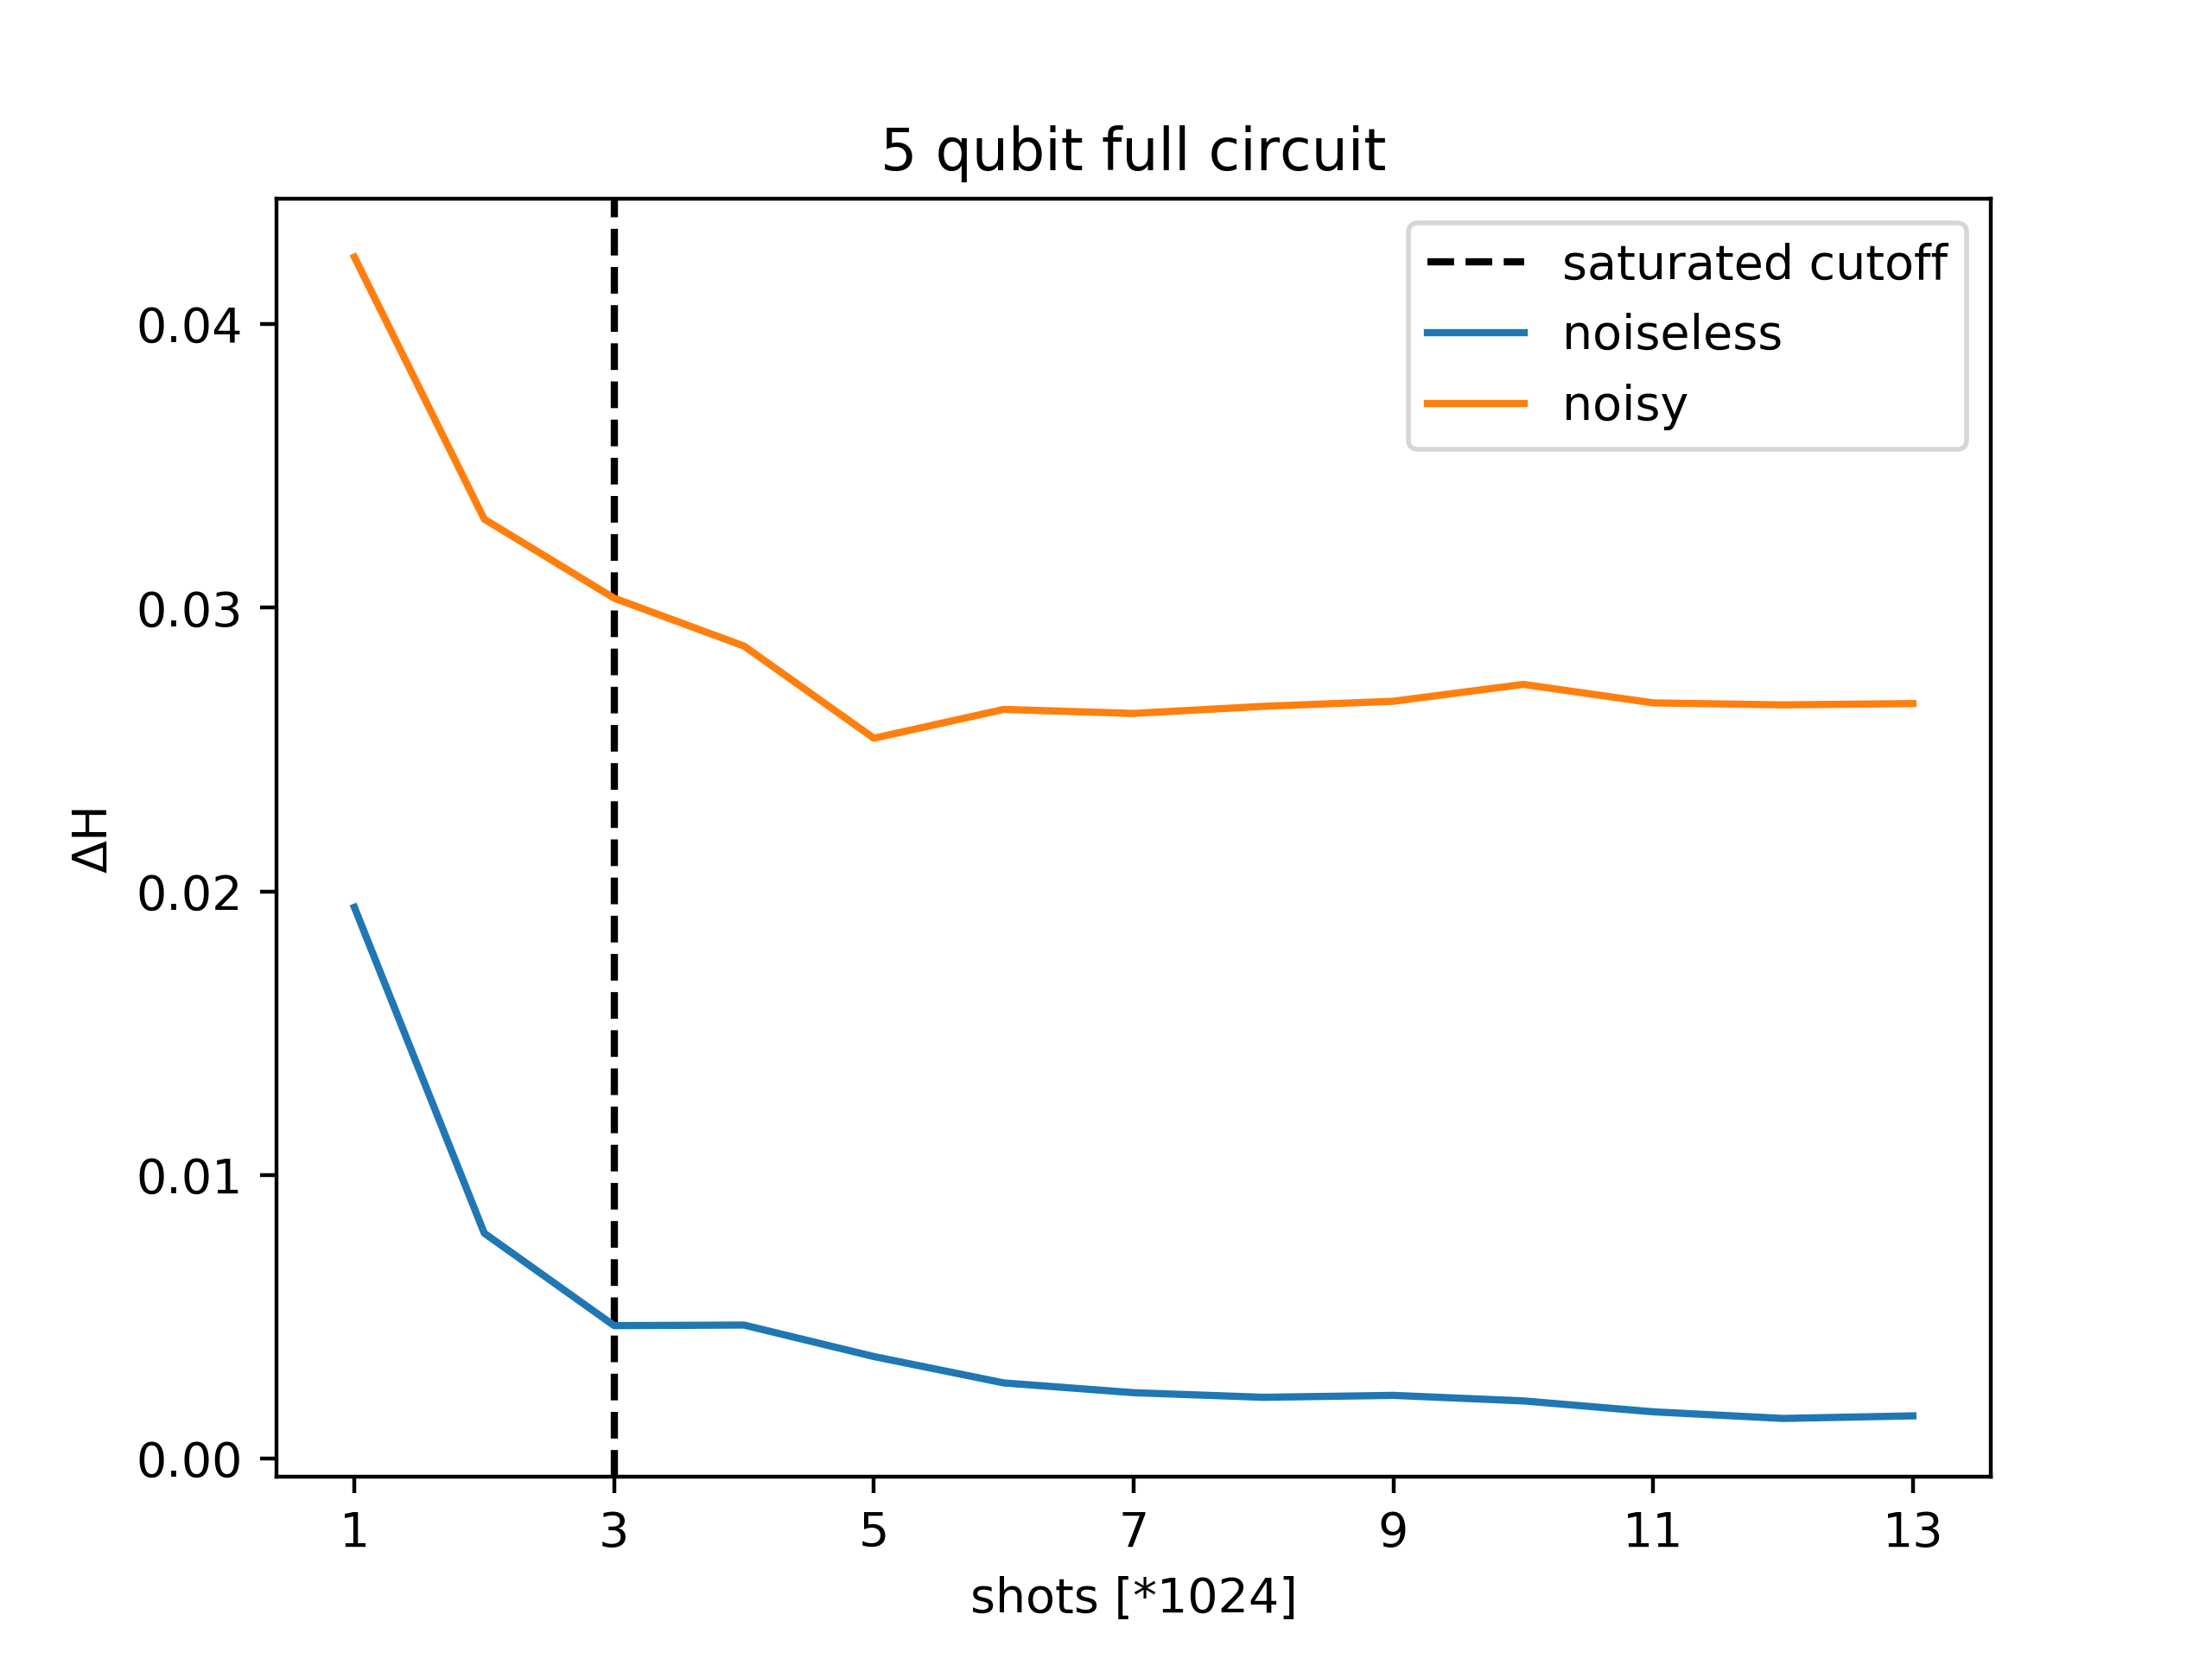 5 qubit full circuit
saturated cutoff
noiseless
noisy
0.04
0.03
0.02
0.01
0.00
ΔH
1 3 5 7 9 11 13
shots [*1024]